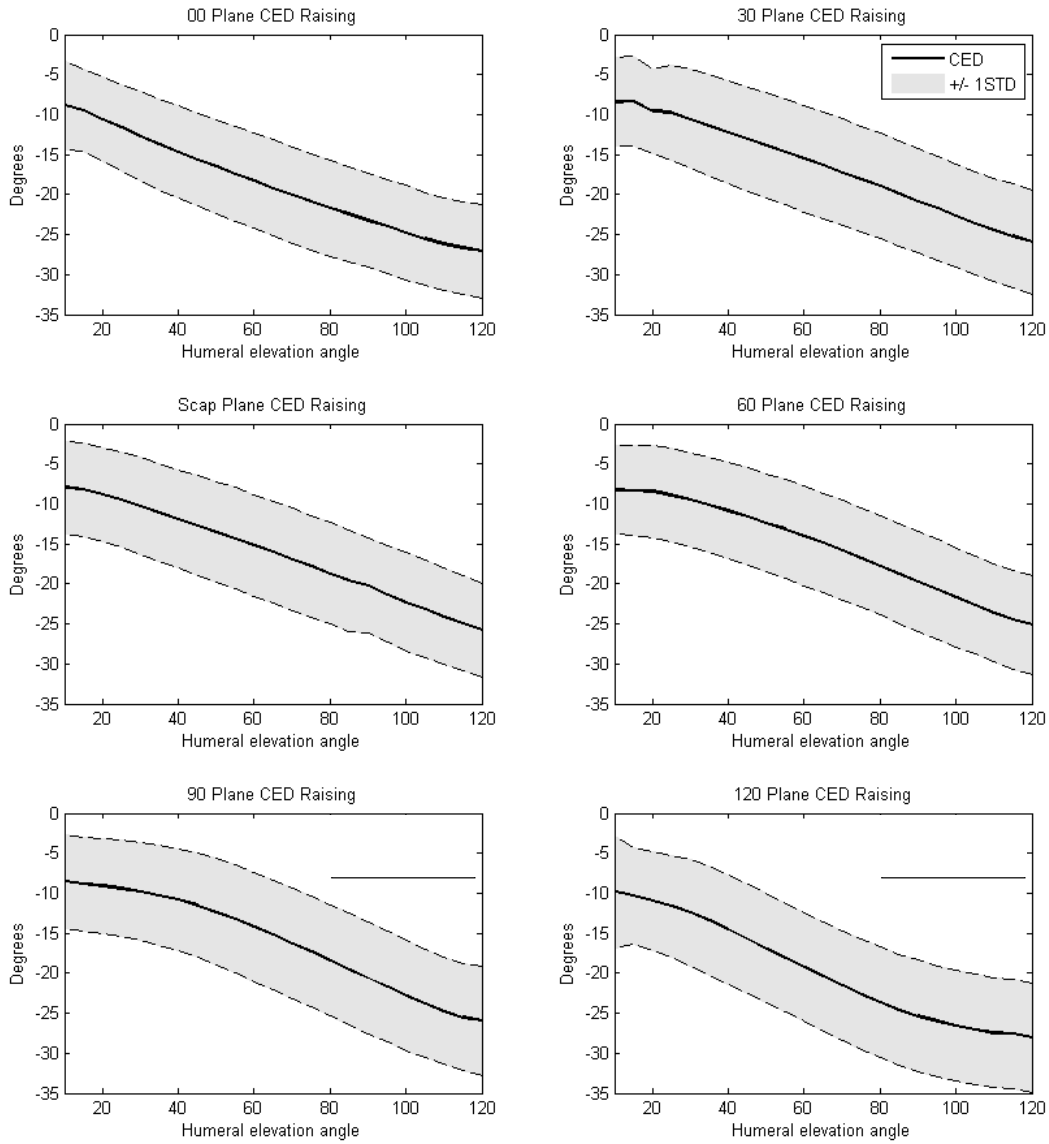 00 Plane CED Raising
0
-5
-10
-15
-20
-25
-30
-35
Degrees
20 40 60 80 100 120
Humeral elevation angle
30 Plane CED Raising
CED
+/- 1STD
0
-5
-10
-15
-20
-25
-30
-35
Degrees
20 40 60 80 100 120
Humeral elevation angle
Scap Plane CED Raising
0
-5
-10
-15
-20
-25
-30
-35
Degrees
20 40 60 80 100 120
Humeral elevation angle
60 Plane CED Raising
0
-5
-10
-15
-20
-25
-30
-35
Degrees
20 40 60 80 100 120
Humeral elevation angle
90 Plane CED Raising
0
-5
-10
-15
-20
-25
-30
-35
Degrees
20 40 60 80 100 120
Humeral elevation angle
120 Plane CED Raising
0
-5
-10
-15
-20
-25
-30
-35
Degrees
20 40 60 80 100 120
Humeral elevation angle